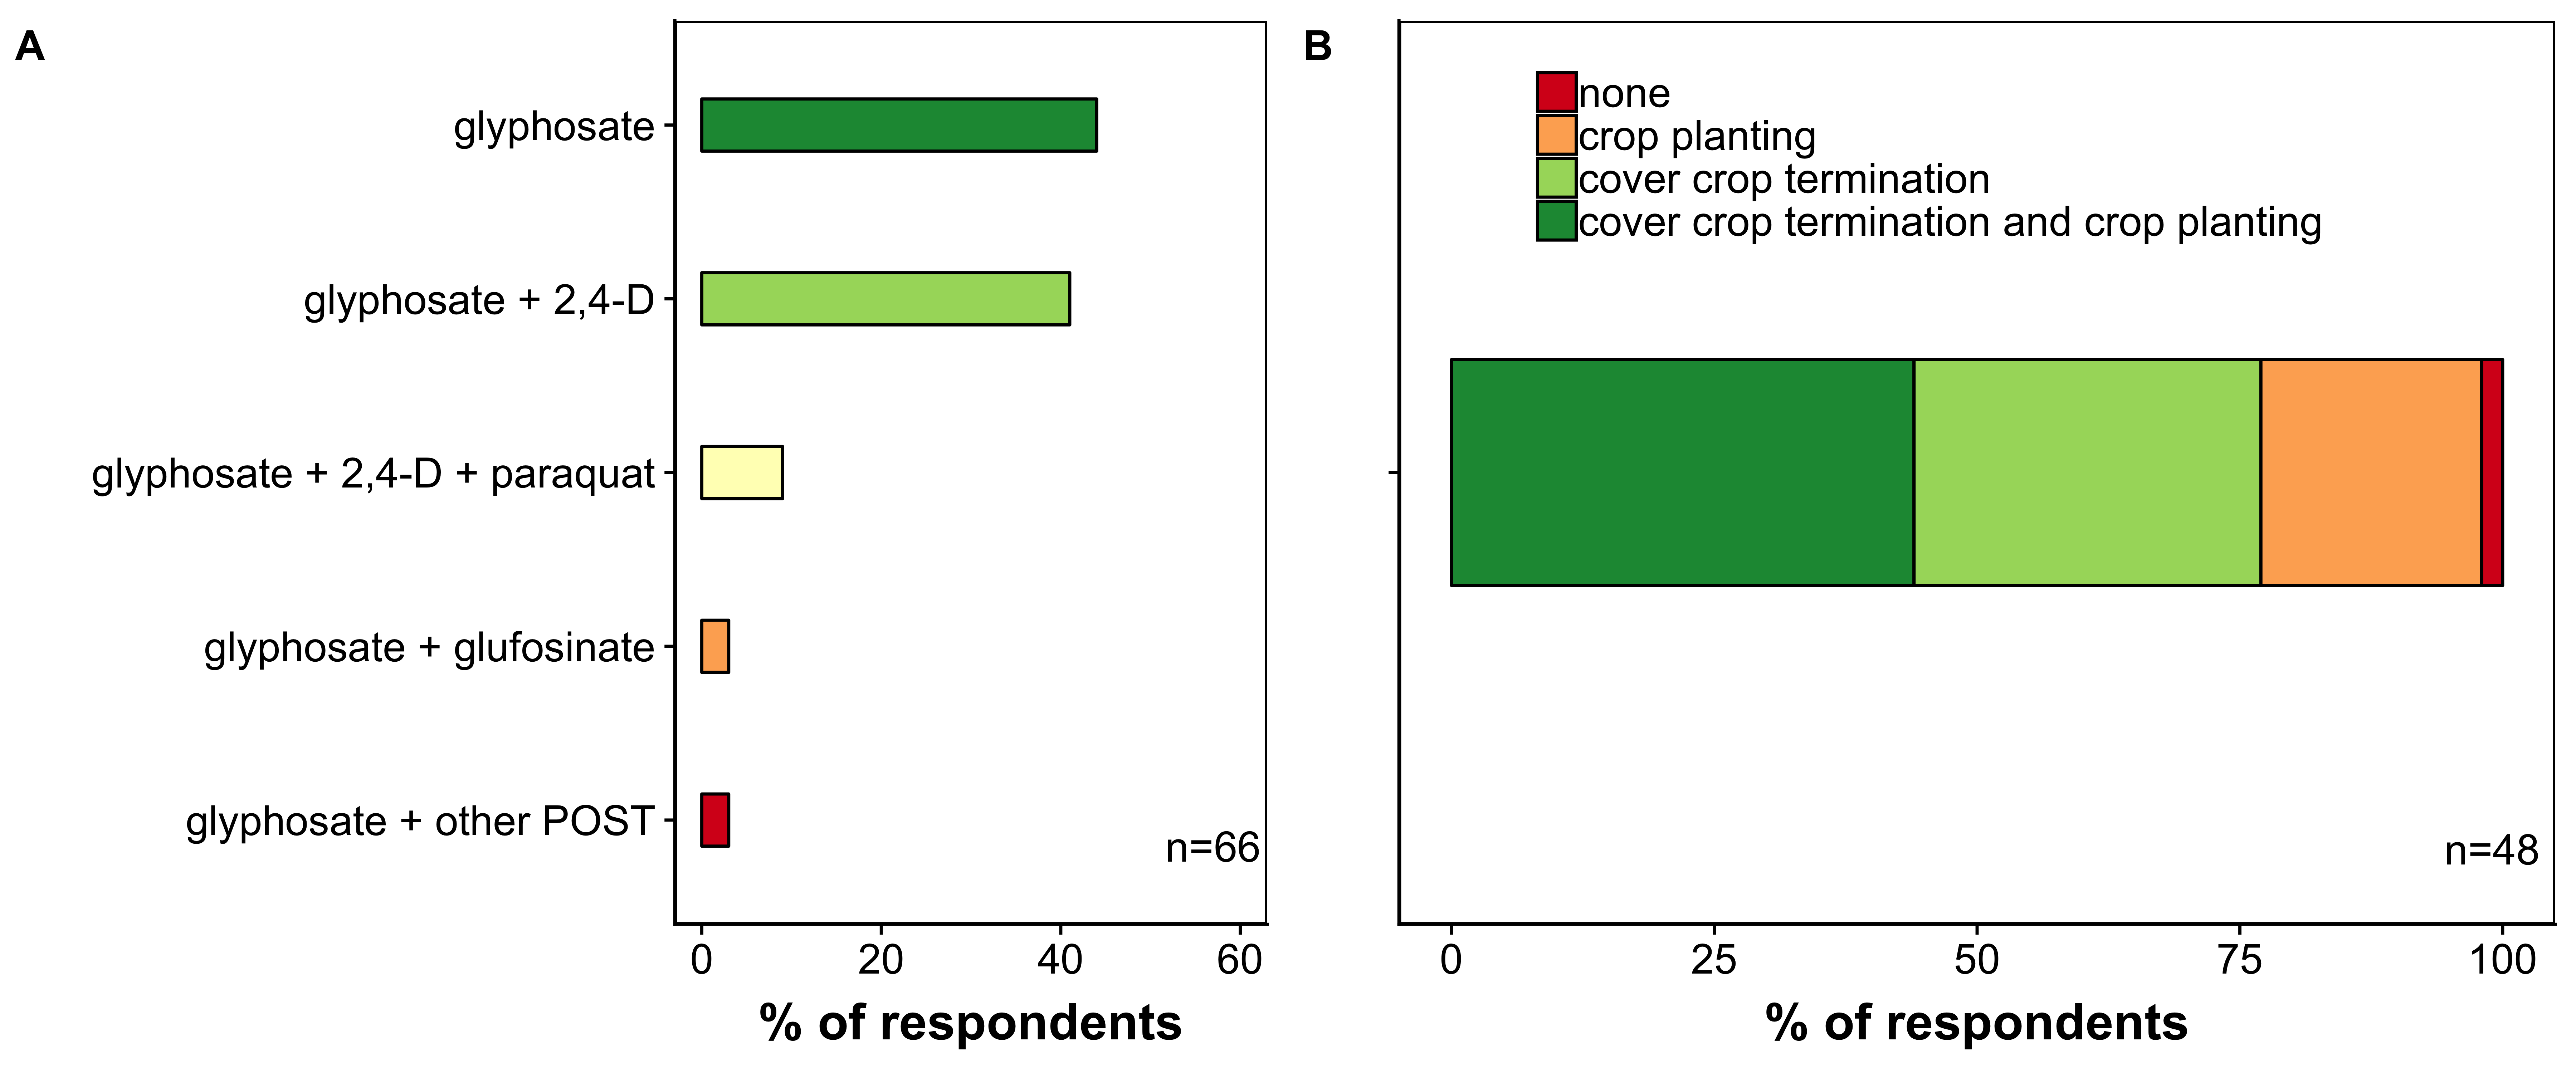 A
glyphosate
glyphosate + 2,4-D
glyphosate + 2,4-D + paraquat
glyphosate + glufosinate
glyphosate + other POST
n=66
0 20 40 60
% of respondents
B
none
crop planting
cover crop termination
cover crop termination and crop planting
n=48
0 25 50 75 100
% of respondents